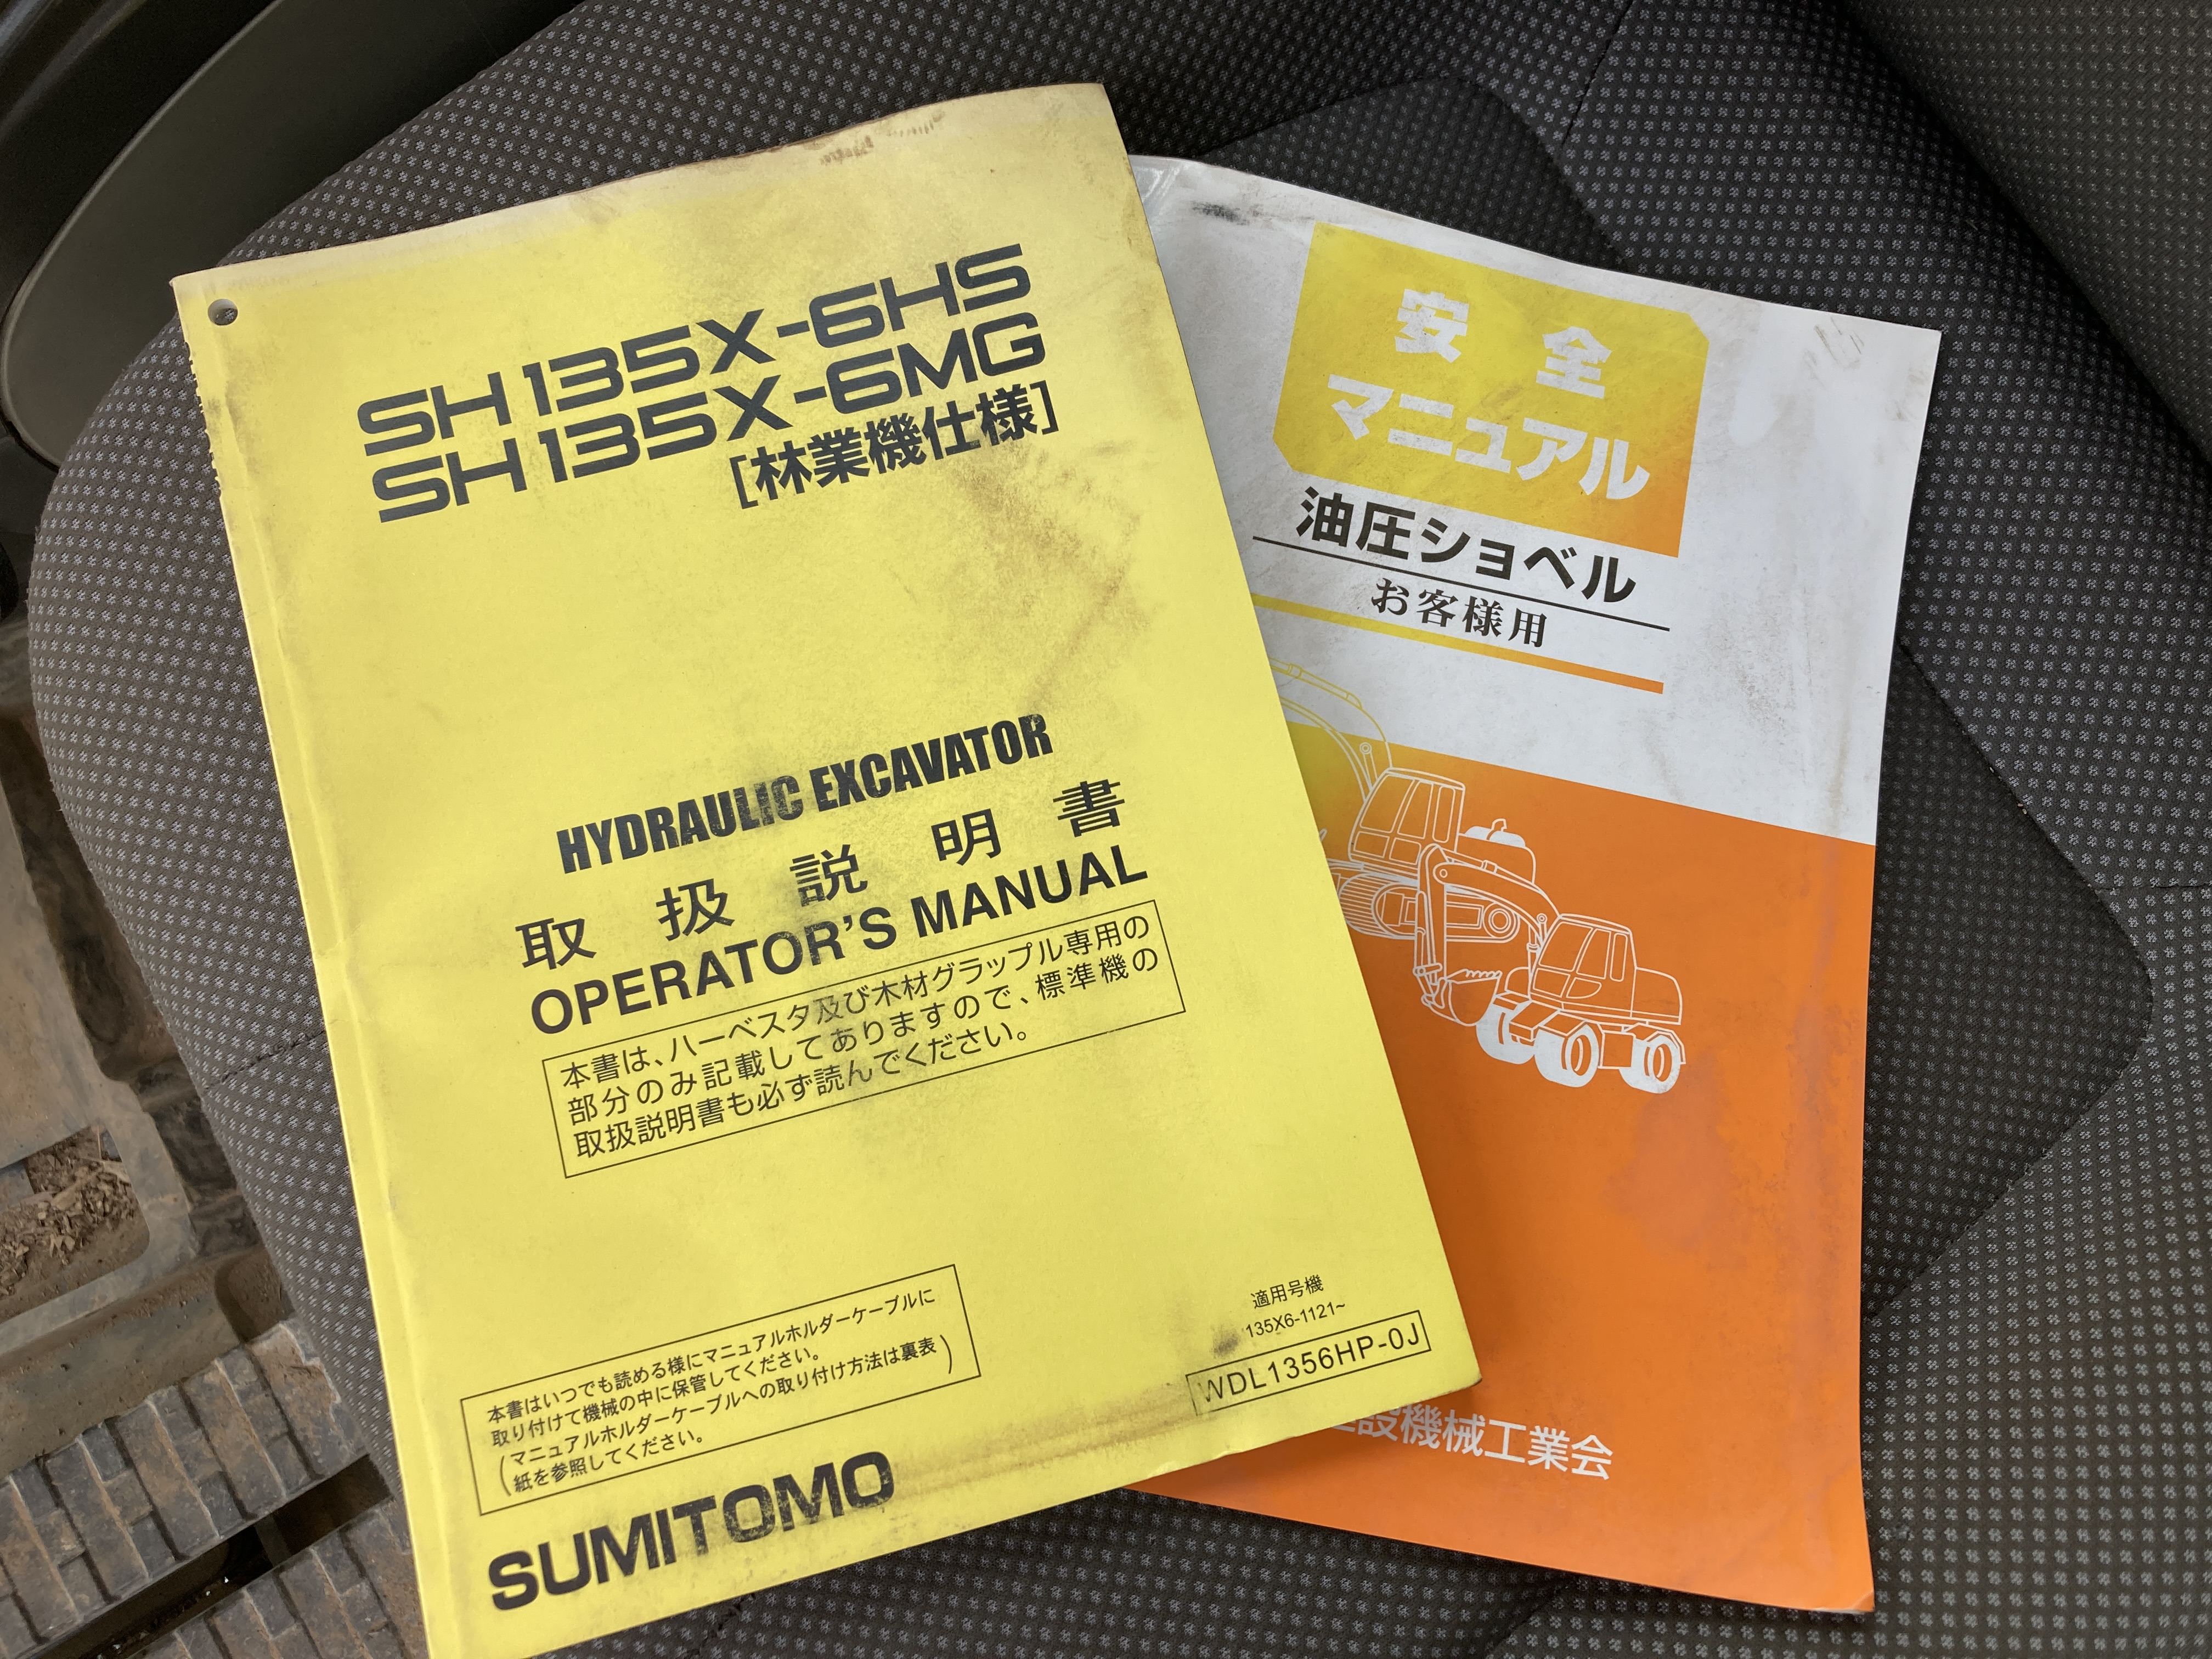 SH135X-6HS
SH135X-6MG
[林業機仕様]
HYDRAULIC EXCAVATOR
取扱説明書
OPERATOR'S MANUAL
本書は、ハーベスタ及び木材グラップル専用の
部分のみ記載してありますので、標準機の
取扱説明書も必ず読んでください。
本書はいつでも読める様にマニュアルホルダーケーブルに
取り付けて機械の中に保管してください。
(マニュアルホルダーケーブルへの取り付け方法は裏表
紙を参照してください。)
適用号機
135X6-1121~
WDL1356HP-0J
SUMITOMO
安全
マニュアル
油圧ショベル
お客様用
設機械工業会